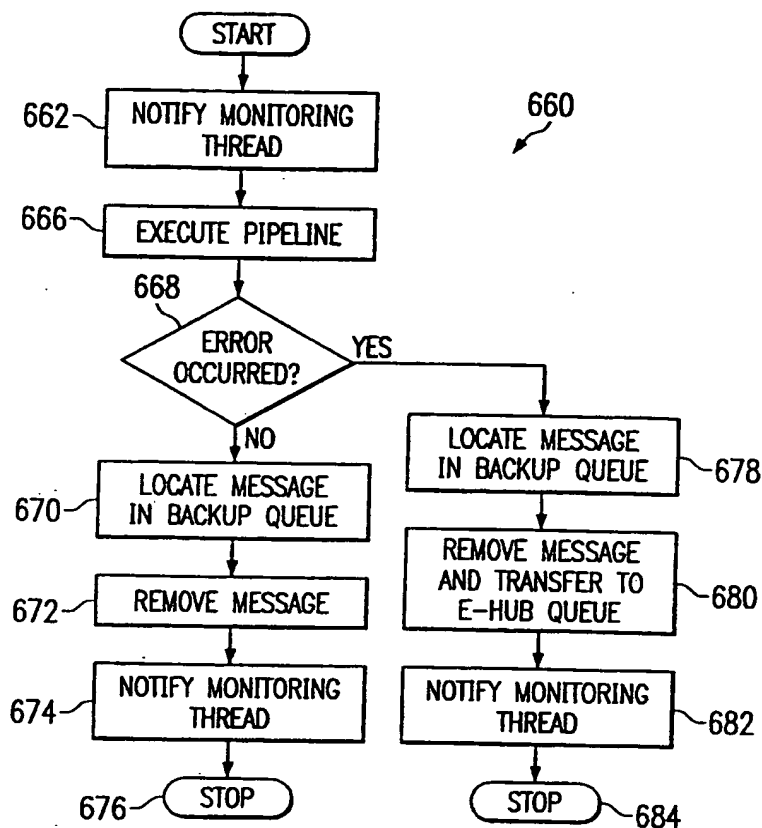 START
662
NOTIFY MONITORING
THREAD
660
666
EXECUTE PIPELINE
668
ERROR
OCCURRED?
YES
NO
670
LOCATE MESSAGE
IN BACKUP QUEUE
LOCATE MESSAGE
IN BACKUP QUEUE
678
672
REMOVE MESSAGE
REMOVE MESSAGE
AND TRANSFER TO
E-HUB QUEUE
680
674
NOTIFY MONITORING
THREAD
NOTIFY MONITORING
THREAD
682
676
STOP
STOP
684